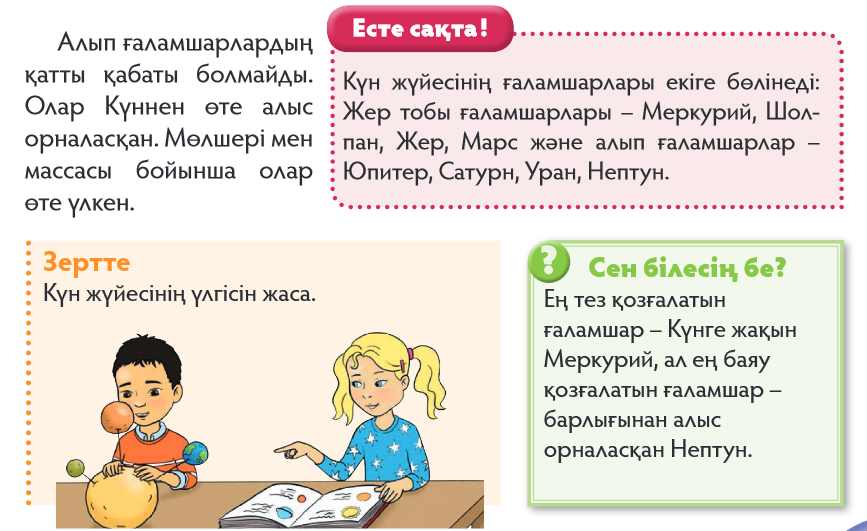 Алып ғаламшарлардың
қатты қабаты болмайды.
Олар Күннен өте алыс
орналасқан. Мөлшері мен
массасы бойынша олар
өте үлкен.
Есте сақта!
Күн жүйесінің ғаламшарлары екіге бөлінеді:
Жер тобы ғаламшарлары – Меркурий, Шол-
пан, Жер, Марс және алып ғаламшарлар –
Юпитер, Сатурн, Уран, Нептун.
Зертте
Күн жүйесінің үлгісін жаса.
? Сен білесің бе?
Ең тез қозғалатын
ғаламшар – Күнге жақын
Меркурий, ал ең баяу
қозғалатын ғаламшар –
барлығынан алыс
орналасқан Нептун.